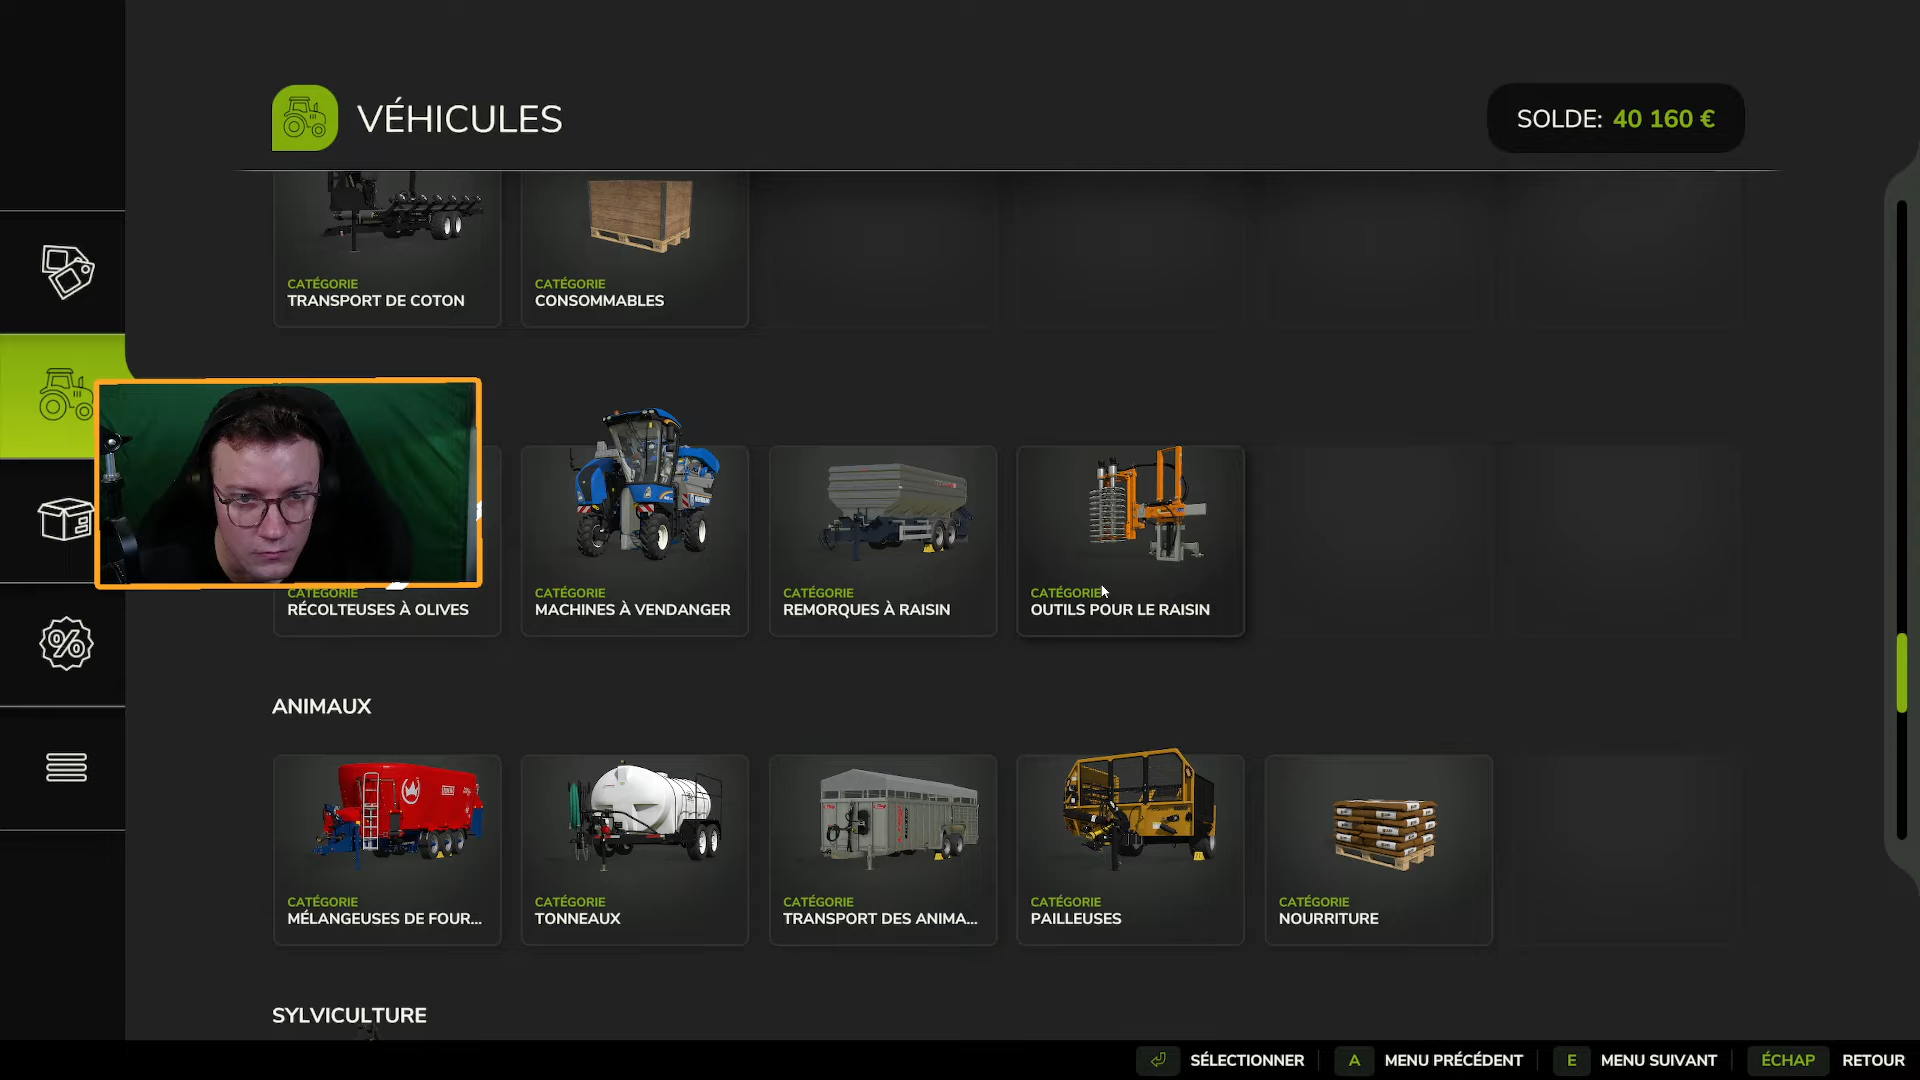 VÉHICULES
SOLDE: 40 160 €
CATÉGORIE
TRANSPORT DE COTON
CATÉGORIE
CONSOMMABLES
CATÉGORIE
RÉCOLTEUSES À OLIVES
CATÉGORIE
MACHINES À VENDANGER
CATÉGORIE
REMORQUES À RAISIN
CATÉGORIE
OUTILS POUR LE RAISIN
ANIMAUX
CATÉGORIE
MÉLANGEUSES DE FOUR...
CATÉGORIE
TONNEAUX
CATÉGORIE
TRANSPORT DES ANIMA...
CATÉGORIE
PAILLEUSES
CATÉGORIE
NOURRITURE
SYLVICULTURE
SÉLECTIONNER
A MENU PRÉCÉDENT
E MENU SUIVANT
ÉCHAP RETOUR